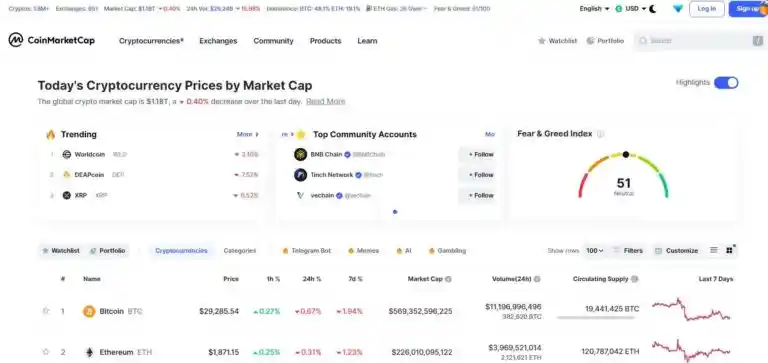 Cryptos: 1.8M+ Exchanges: 651 Market Cap: $1.18T 0.40% 24h Vol: $29.24B 15.98% Dominance: BTC: 48.1% ETH: 19.1% ETH Gas: 26 Gwei Fear & Greed: 51/100
English USD Log In Sign up
CoinMarketCap Cryptocurrencies Exchanges Community Products Learn
Watchlist Portfolio Search /
Today's Cryptocurrency Prices by Market Cap
The global crypto market cap is $1.18T, a 0.40% decrease over the last day. Read More
Highlights
Trending More
1 Worldcoin WLD
2 DEAPcoin DEP 7.52%
3 XRP XRP 0.52%
re Top Community Accounts Mo
BNB Chain @BNBChain + Follow
1inch Network @1inch + Follow
vechain @vechain + Follow
Fear & Greed Index
51
Neutral
Watchlist Portfolio Cryptocurrencies Categories Telegram Bot Memes AI Gambling
Show rows 100 Filters Customize
# Name Price 1h % 24h % 7d % Market Cap Volume(24h) Circulating Supply Last 7 Days
1 Bitcoin BTC $29,285.54 0.27% 0.67% 1.94% $569,352,596,225 $11,196,996,496 19,441,425 BTC
382,620 BTC
2 Ethereum ETH $1,871.15 0.25% 0.31% 1.23% $226,010,095,122 $3,969,521,014 120,787,042 ETH
2,121,621 ETH